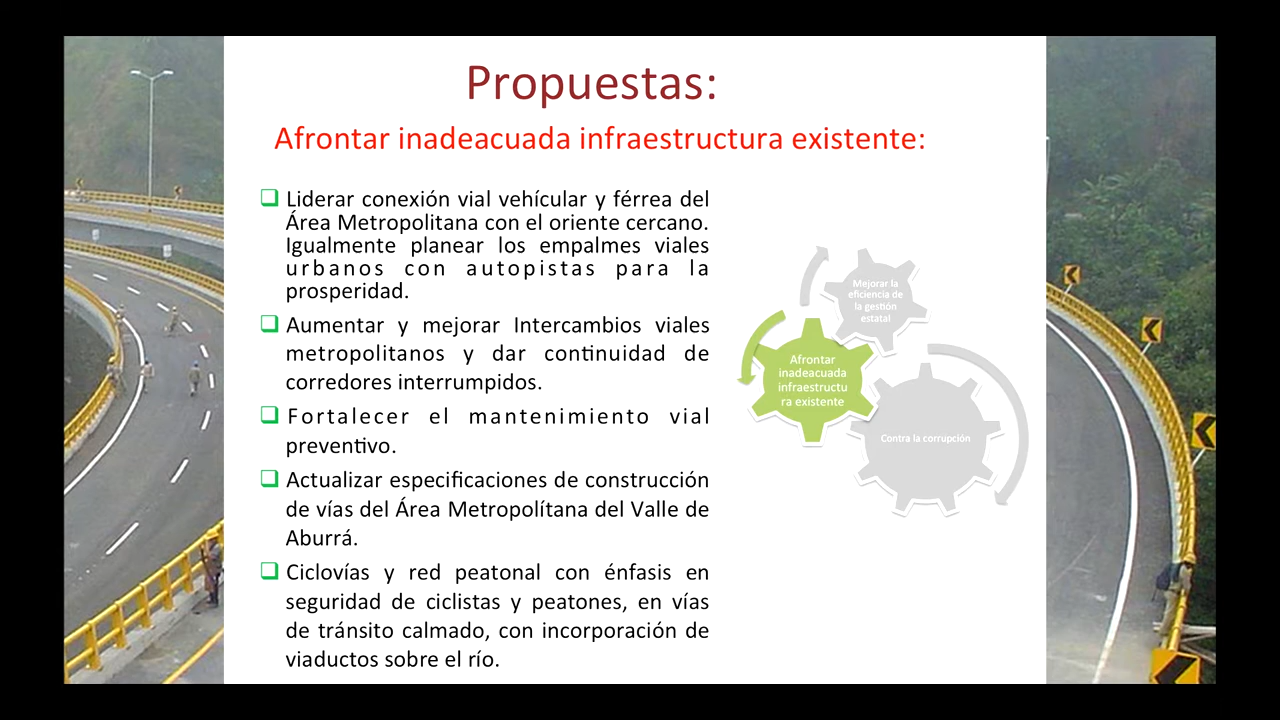 Propuestas:
Afrontar inadeacuada infraestructura existente:
Liderar conexión vial vehícular y férrea del
Área Metropolitana con el oriente cercano.
Igualmente planear los empalmes viales
urbanos con autopistas para la
prosperidad.
Aumentar y mejorar Intercambios viales
metropolitanos y dar continuidad de
corredores interrumpidos.
Fortalecer el mantenimiento vial
preventivo.
Actualizar especificaciones de construcción
de vías del Área Metropolítana del Valle de
Aburrá.
Ciclovías y red peatonal con énfasis en
seguridad de ciclistas y peatones, en vías
de tránsito calmado, con incorporación de
viaductos sobre el río.
Mejorar la
eficiencia de
la gestión
estatal
Afrontar
inadeacuada
infraestructu
ra existente
Contra la corrupción